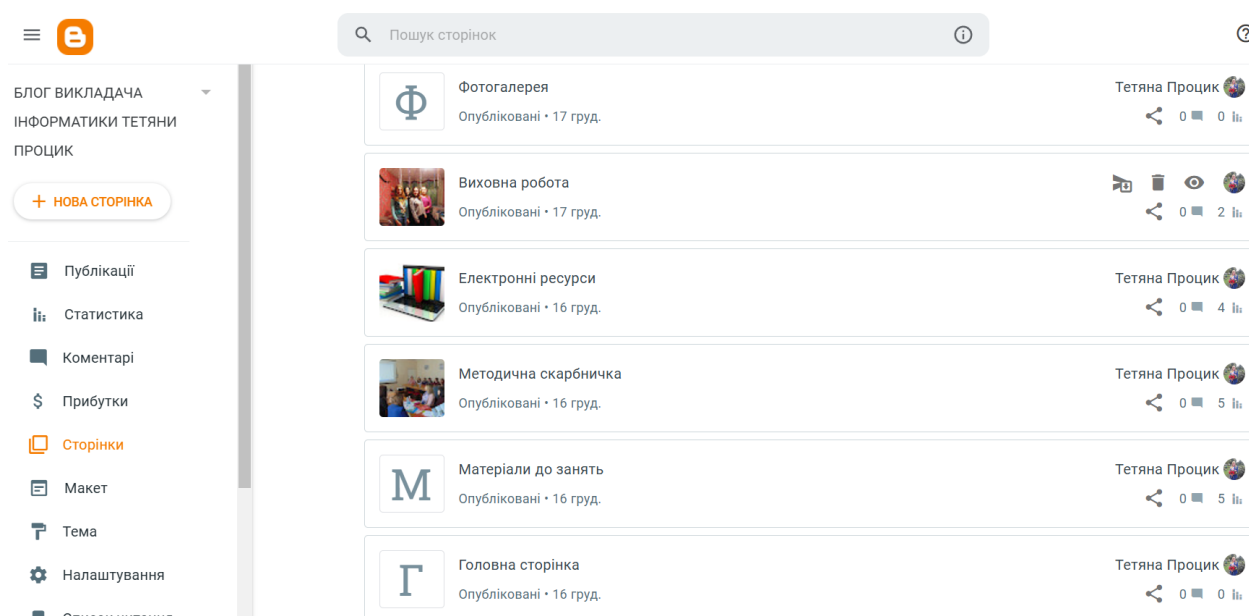 Пошук сторінок
БЛОГ ВИКЛАДАЧА
ІНФОРМАТИКИ ТЕТЯНИ
ПРОЦИК
НОВА СТОРІНКА
Публікації
Статистика
Коментарі
Прибутки
Сторінки
Макет
Тема
Налаштування
Ф
Фотогалерея
Тетяна Процик
Опубліковані • 17 груд.
0 0
Виховна робота
Опубліковані • 17 груд.
0 2
Електронні ресурси
Тетяна Процик
Опубліковані • 16 груд.
0 4
Методична скарбничка
Тетяна Процик
Опубліковані • 16 груд.
0 5
М
Матеріали до занять
Тетяна Процик
Опубліковані • 16 груд.
0 5
Г
Головна сторінка
Тетяна Процик
Опубліковані • 16 груд.
0 0